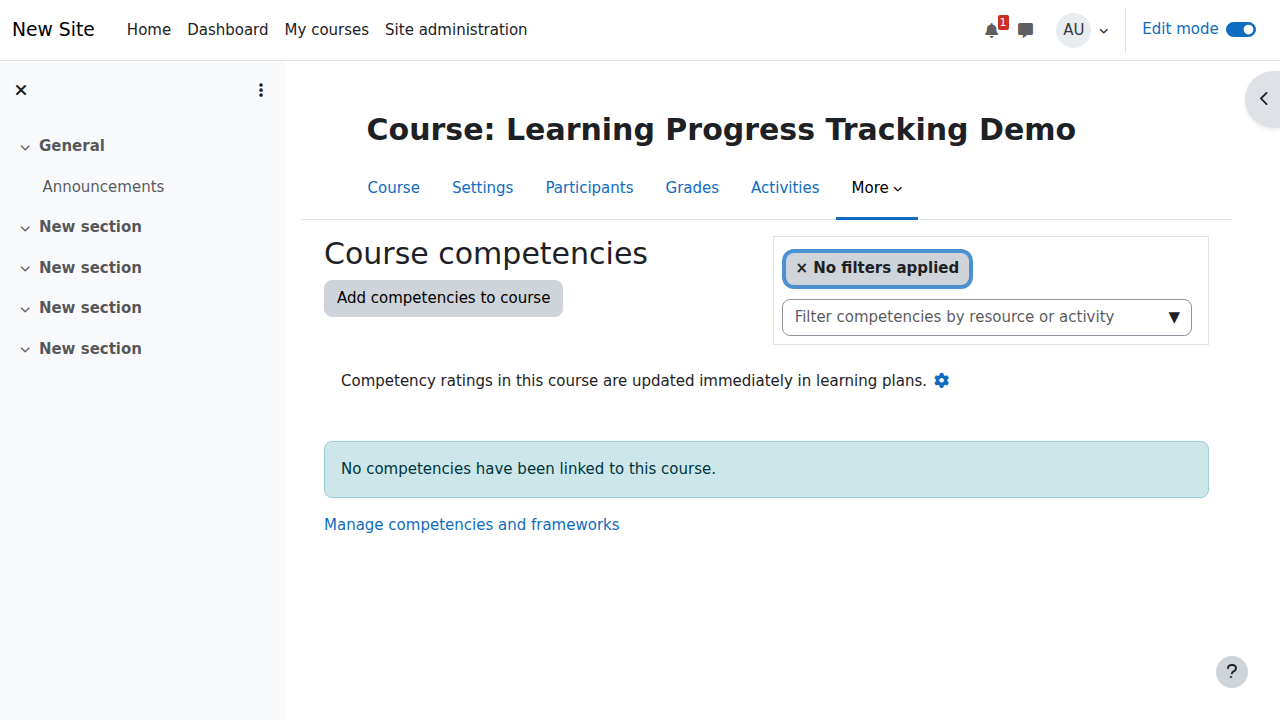 New Site
Home
Dashboard
My courses
Site administration
1
AU
Edit mode
General
Announcements
New section
New section
New section
New section
Course: Learning Progress Tracking Demo
Course
Settings
Participants
Grades
Activities
More
Course competencies
Add competencies to course
× No filters applied
Filter competencies by resource or activity ▼
Competency ratings in this course are updated immediately in learning plans.
No competencies have been linked to this course.
Manage competencies and frameworks
?